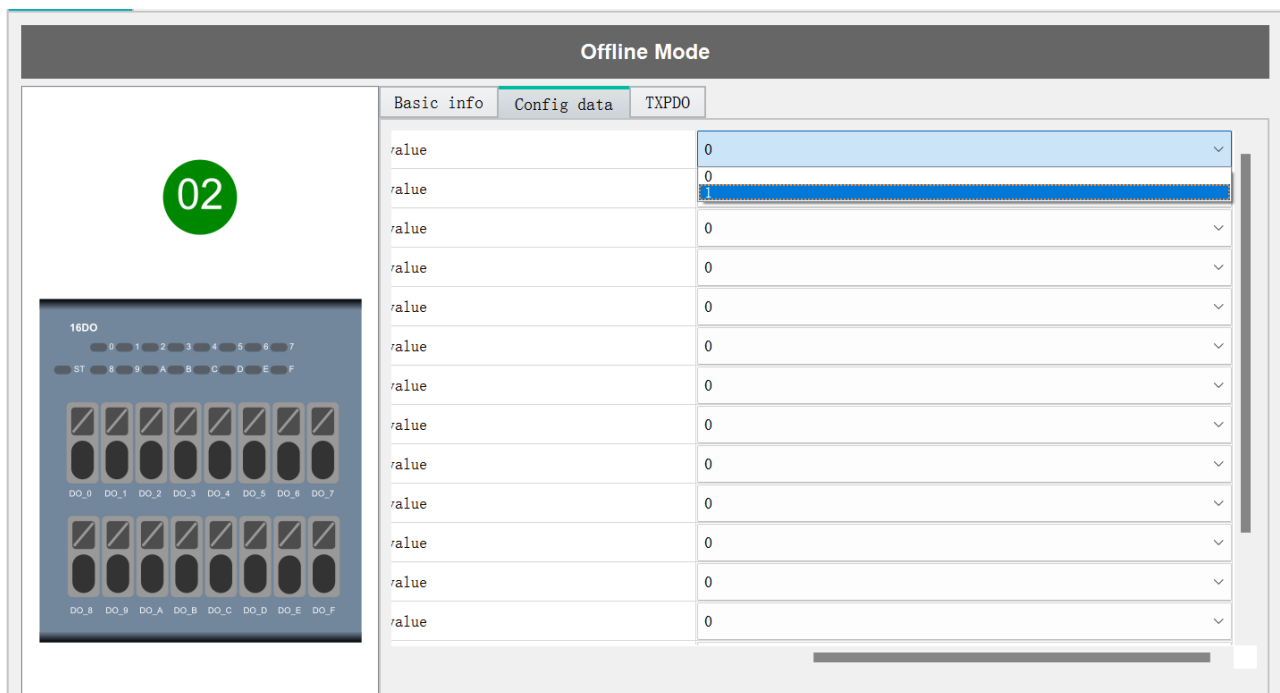 Offline Mode
Basic info Config data TXPDO
02
value 0
0
value 1
value 0
value 0
value 0
value 0
value 0
value 0
value 0
value 0
value 0
value 0
value 0
16DO
0 1 2 3 4 5 6 7
ST 8 9 A B C D E F
DO_0 DO_1 DO_2 DO_3 DO_4 DO_5 DO_6 DO_7
DO_8 DO_9 DO_A DO_B DO_C DO_D DO_E DO_F